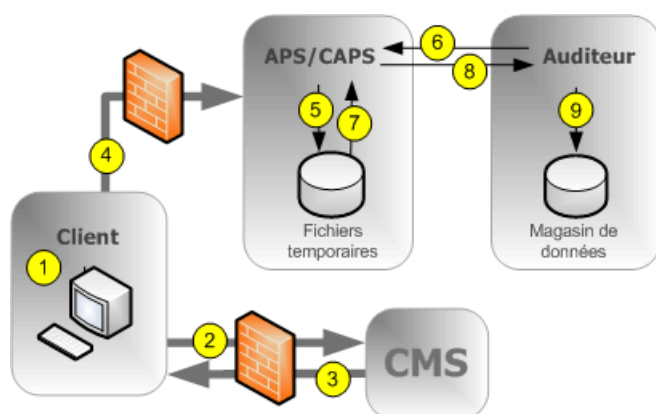 6
APS/CAPS
8
Auditeur
5
7
9
4
Fichiers
temporaires
Magasin de
données
Client
1
2
3
CMS